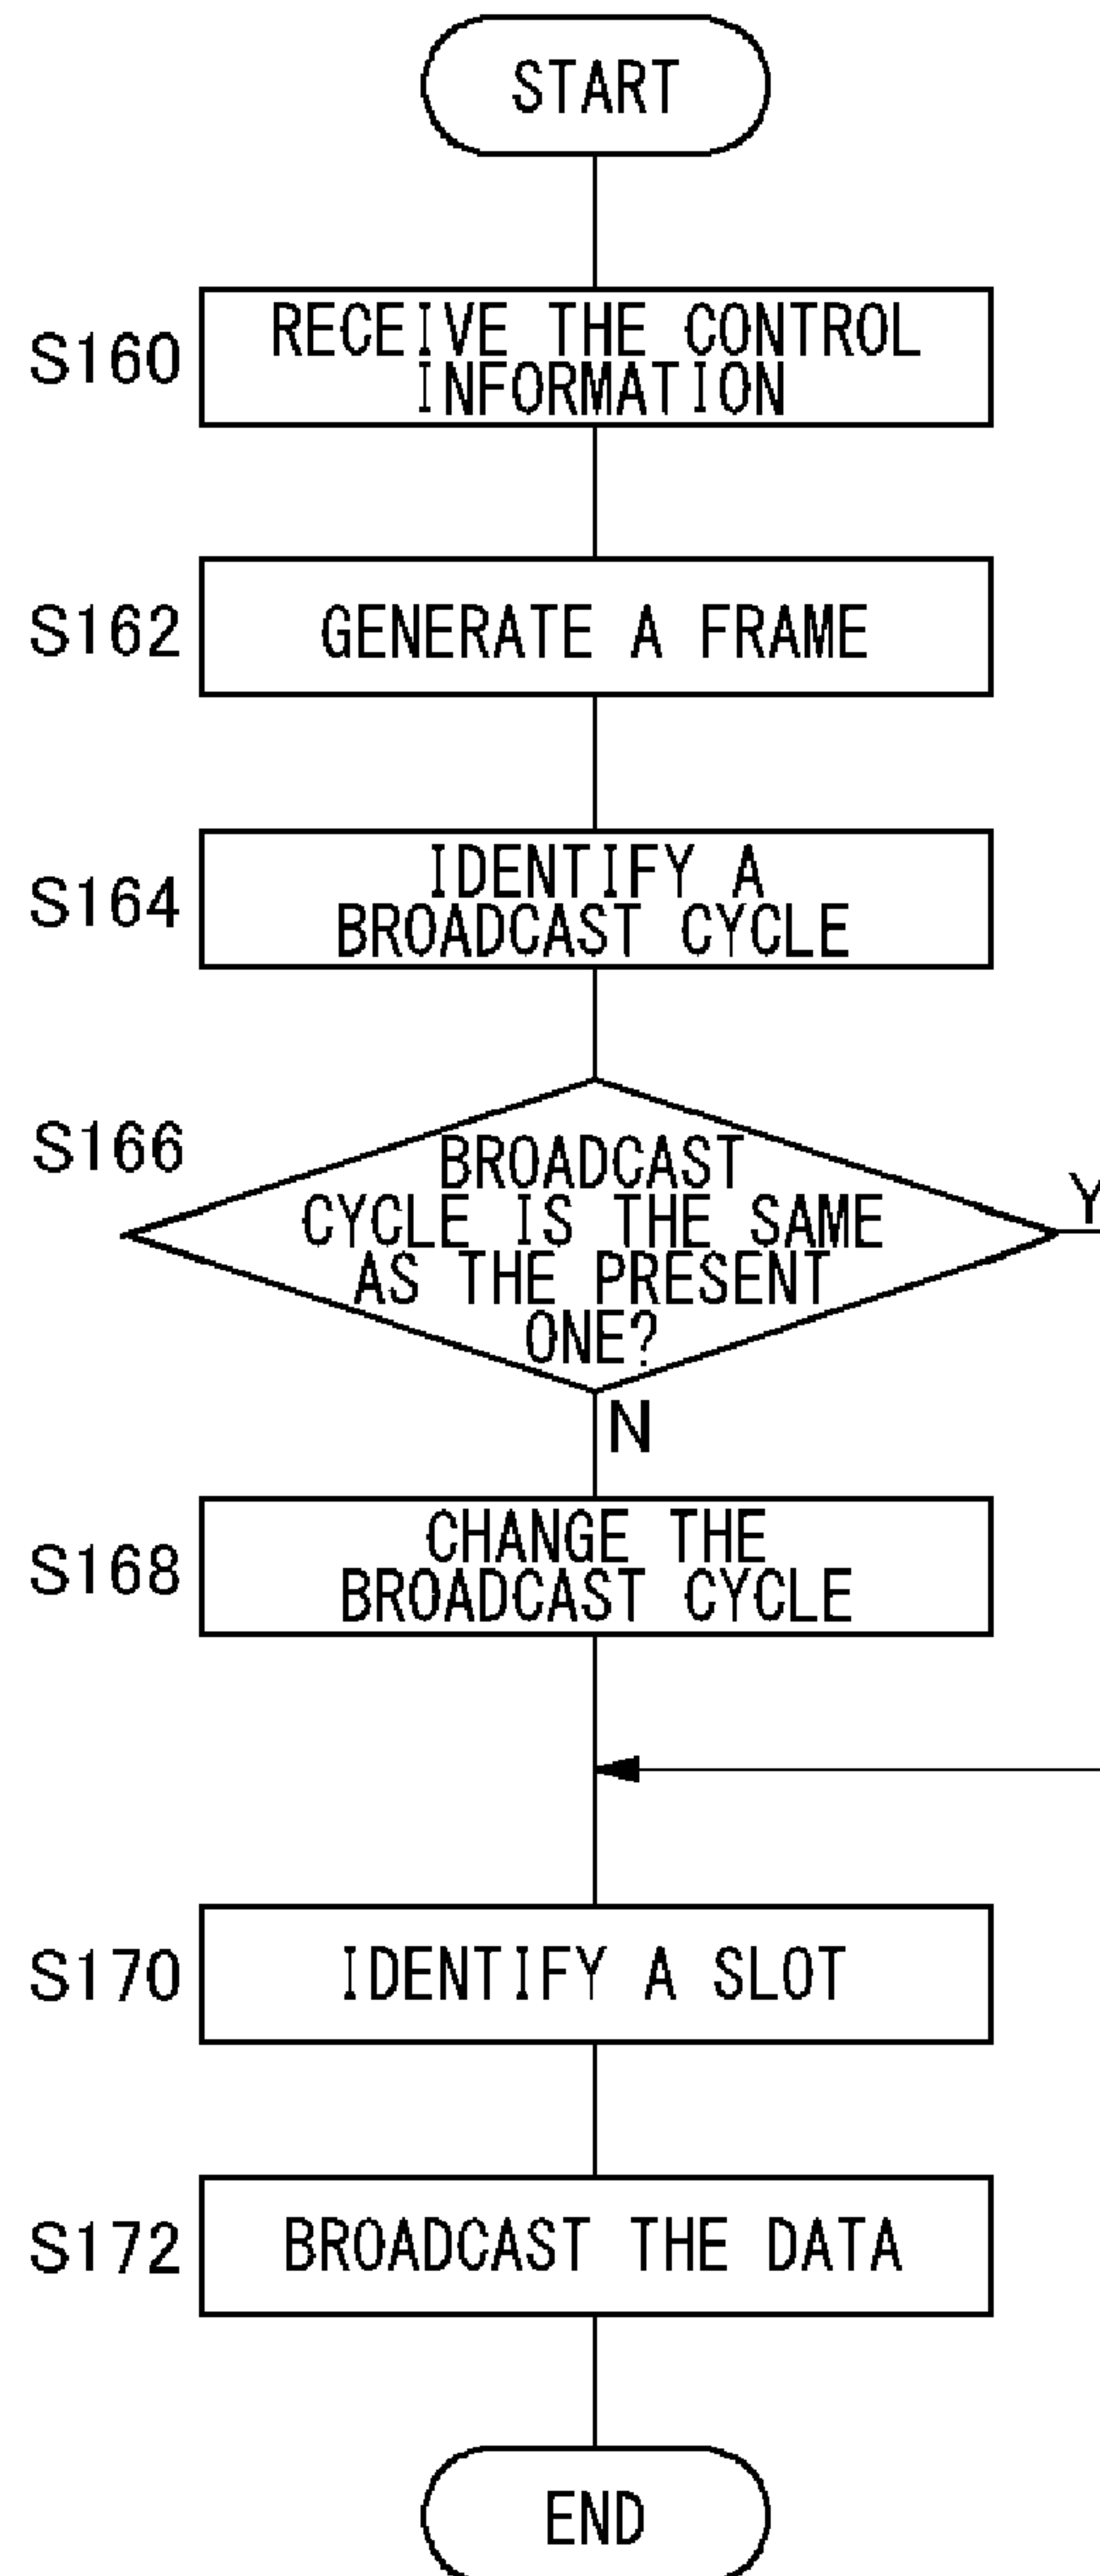 START
S160
RECEIVE THE CONTROL
INFORMATION
S162
GENERATE A FRAME
S164
IDENTIFY A
BROADCAST CYCLE
S166
BROADCAST
CYCLE IS THE SAME
AS THE PRESENT
ONE?
Y
N
S168
CHANGE THE
BROADCAST CYCLE
S170
IDENTIFY A SLOT
S172
BROADCAST THE DATA
END